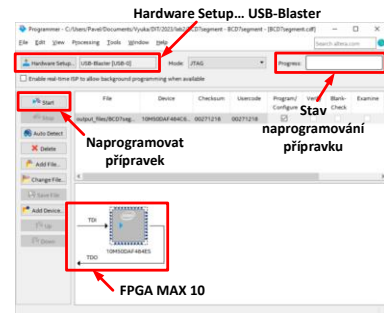 Hardware Setup... USB-Blaster
Programmer - C:/Users/Pavel/Documents/Vyuka/DIT/2023/lab2/BCD7segment - BCD7segment - [BCD7segment.cdf]
File Edit View Processing Tools Window Help
Search altera.com
Hardware Setup... USB-Blaster [USB-0] Mode: JTAG Progress:
Enable real-time ISP to allow background programming when available
Start
File Device Checksum Usercode Program/ Configure Verify Blank- Check Examine
Stav
naprogramování
přípravku
Stop
output_files/BCD7seg... 10M50DAF484C6... 00271218 00271218
Auto Detect
Naprogramovat
přípravek
Delete
Add File...
Change File...
Save File
Add Device...
Up
Down
TDI
TDO
10M50DAF484ES
FPGA MAX 10